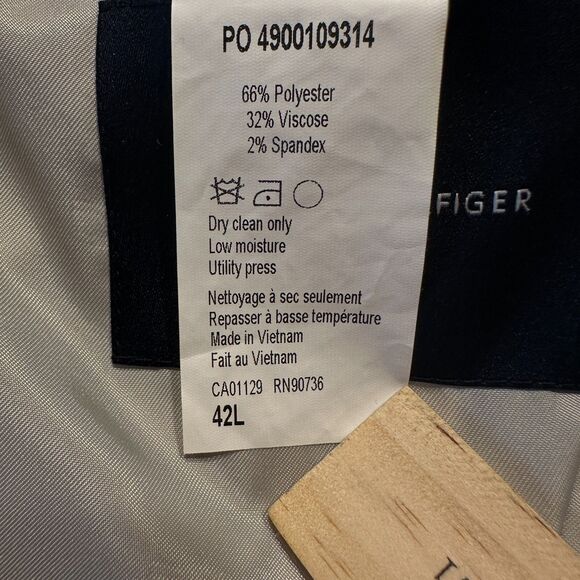 PO 4900109314
66% Polyester
32% Viscose
2% Spandex
FIGER
Dry clean only
Low moisture
Utility press
Nettoyage à sec seulement
Repasser à basse température
Made in Vietnam
Fait au Vietnam
CA01129 RN90736
42L